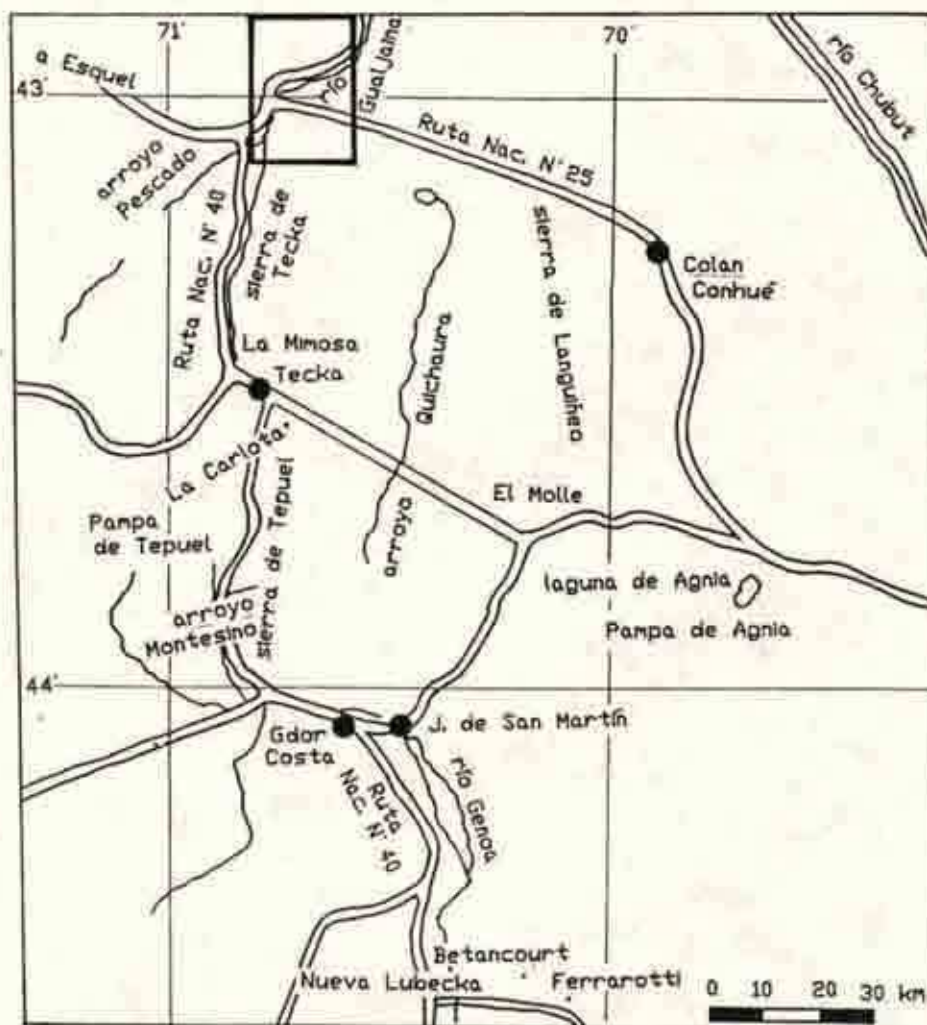 71°
70°
a Esquel
43°
río
Gualjaina
río Chubut
Ruta Nac. N° 25
arroyo
Pescado
Ruta Nac. N° 40
sierra de
Tecka
sierra de Languiñeo
Colan
Conhué
La Mimosa
Tecka
Quichaura
arroyo
La Carlota
El Molle
Pampa
de Tepuel
sierra de Tepuel
laguna de Agnia
Pampa de Agnia
arroyo
Montesino
44°
Gdor
Costa
J. de San Martín
río Genoa
Ruta
Nac. N° 40
Betancourt
Nueva Lubecka
Ferrarotti
0 10 20 30 km